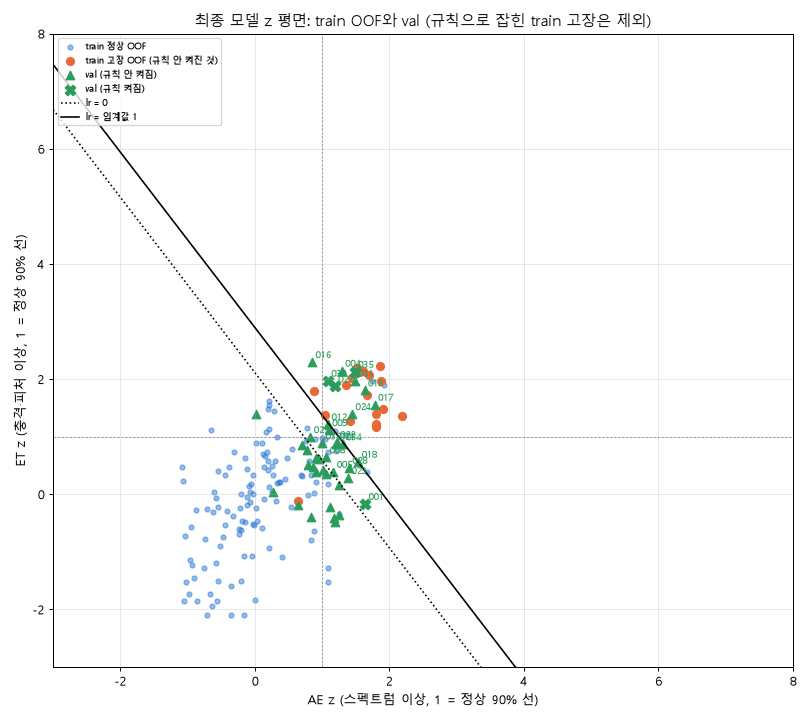 최종 모델 z 평면: train OOF와 val (규칙으로 잡힌 train 고장은 제외)
train 정상 OOF
train 고장 OOF (규칙 안 켜진 것)
val (규칙 안 켜짐)
val (규칙 켜짐)
lr = 0
lr = 임계값 1
ET z (충격·피처 이상, 1 = 정상 90% 선)
8
6
4
2
0
-2
016
017
024
012
018
001
-2
0
2
4
6
8
AE z (스펙트럼 이상, 1 = 정상 90% 선)